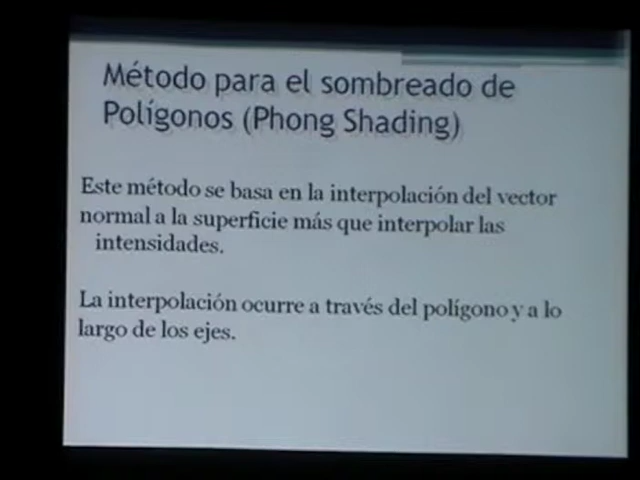 Método para el sombreado de
Polígonos (Phong Shading)
Este método se basa en la interpolación del vector
normal a la superficie más que interpolar las
intensidades.
La interpolación ocurre a través del polígono y a lo
largo de los ejes.